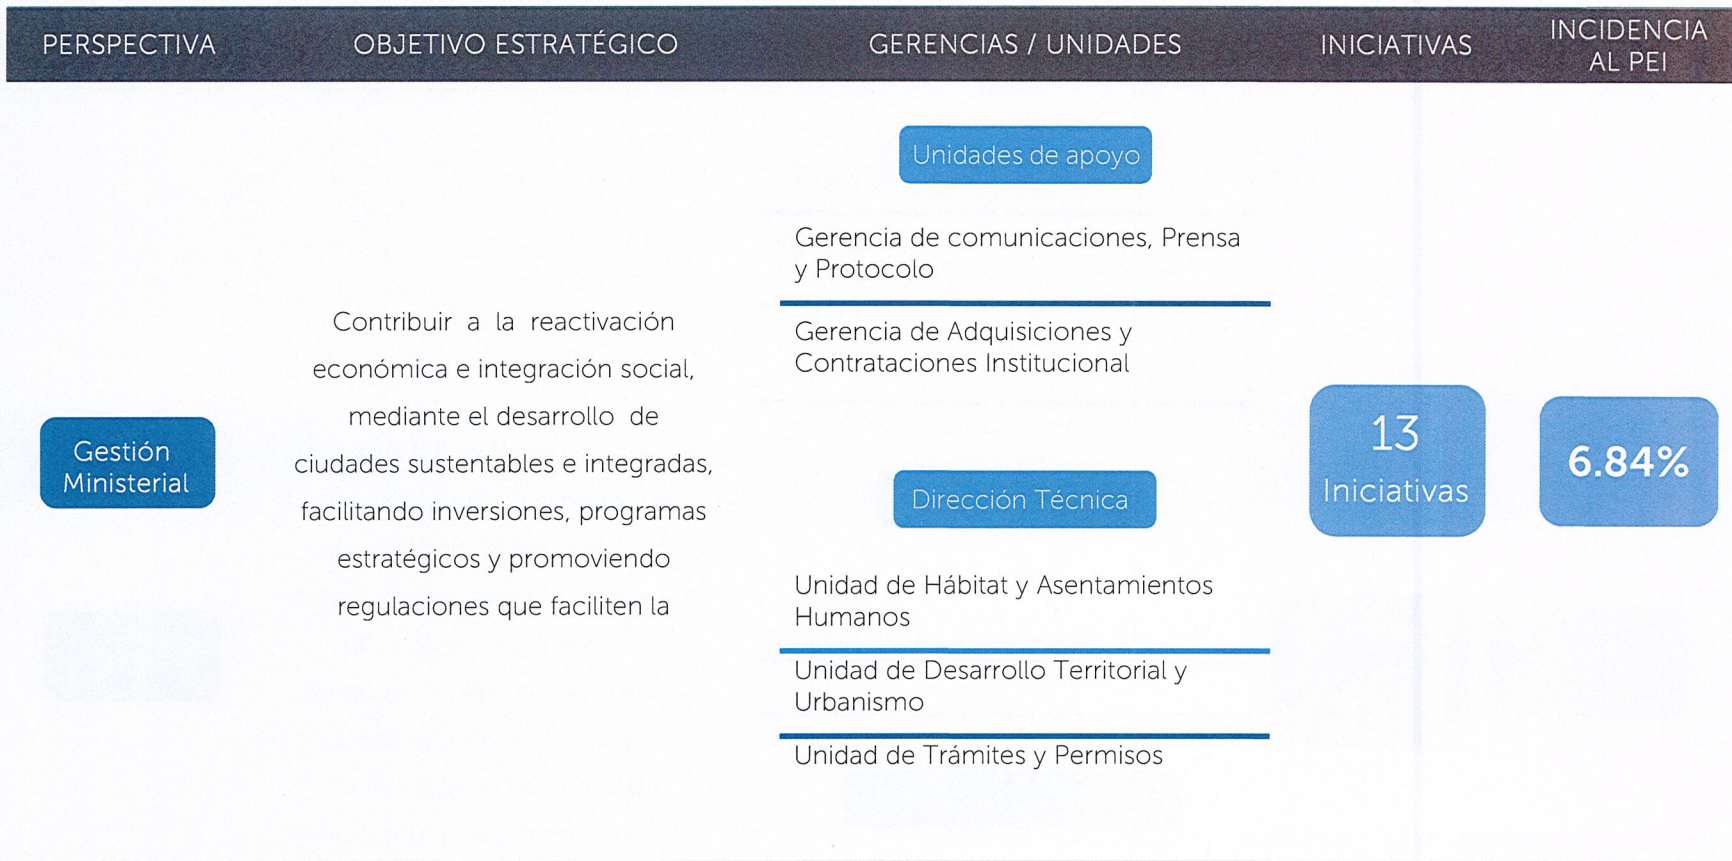 PERSPECTIVA
OBJETIVO ESTRATÉGICO
GERENCIAS / UNIDADES
INICIATIVAS
INCIDENCIA
AL PEI
Gestión
Ministerial
Contribuir a la reactivación
económica e integración social,
mediante el desarrollo de
ciudades sustentables e integradas,
facilitando inversiones, programas
estratégicos y promoviendo
regulaciones que faciliten la
Unidades de apoyo
Gerencia de comunicaciones, Prensa
y Protocolo
Gerencia de Adquisiciones y
Contrataciones Institucional
Dirección Técnica
Unidad de Hábitat y Asentamientos
Humanos
Unidad de Desarrollo Territorial y
Urbanismo
Unidad de Trámites y Permisos
13
Iniciativas
6.84%